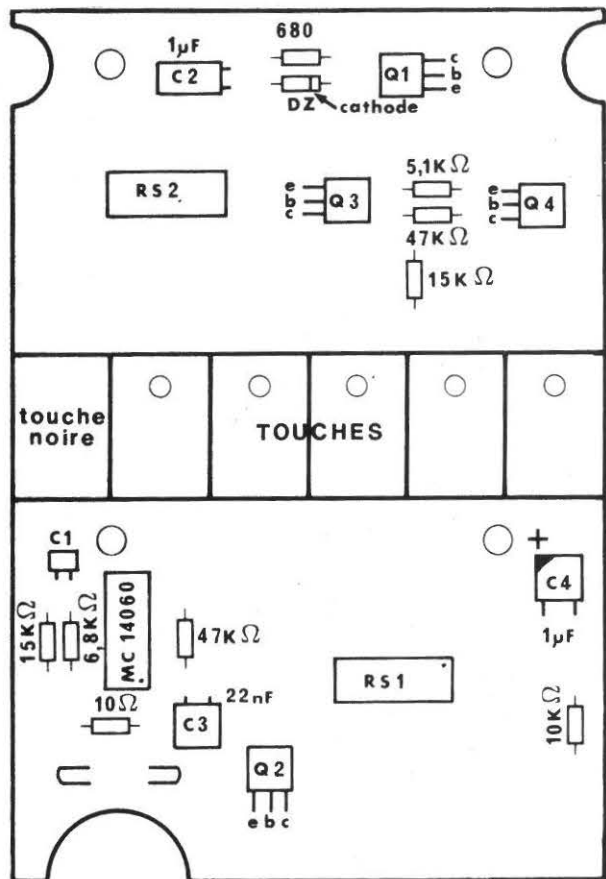 1µF
C2
680
DZ
cathode
Q1
c
b
e
RS2
e
b
c
Q3
5,1KΩ
47KΩ
15KΩ
e
b
c
Q4
touche
noire
TOUCHES
C1
15KΩ
6,8KΩ
MC 14060
47KΩ
10Ω
22nF
C3
Q2
e b c
RS1
+
C4
1µF
10KΩ